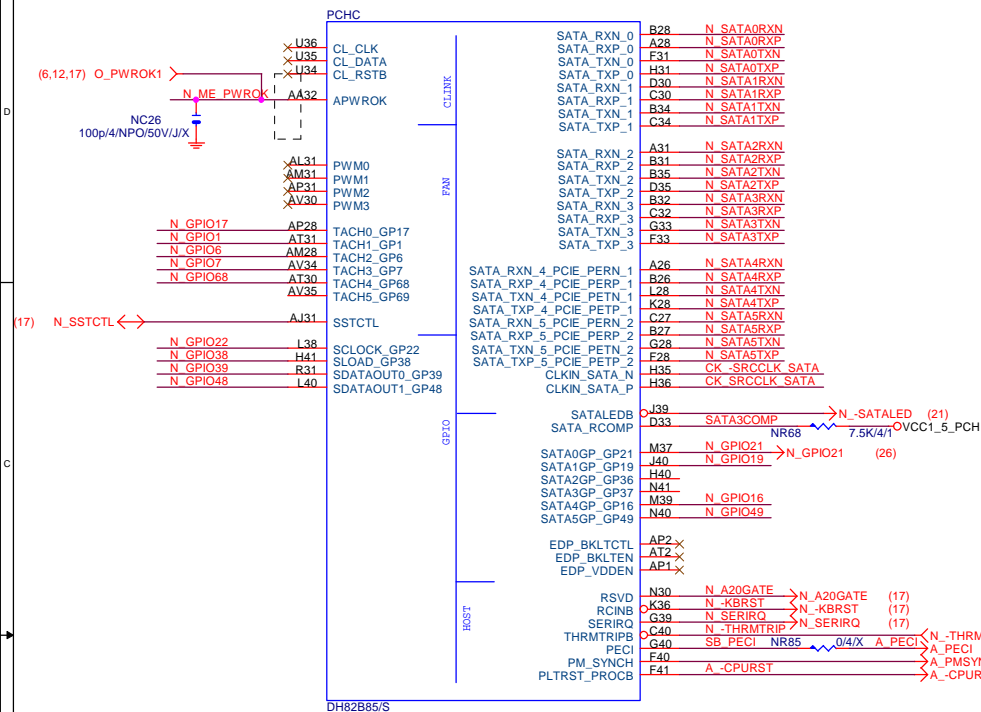 PCHC
U36 CL_CLK
U35 CL_DATA
U34 CL_RSTB
(6,12,17) O_PWROK1
N_ME_PWROK AA32 APWROK
NC26
100p/4/NPO/50V/J/X
CLINK
AL31 PWM0
AM31 PWM1
AP31 PWM2
AV30 PWM3
FAN
N_GPIO17 AP28 TACH0_GP17
N_GPIO1 AT31 TACH1_GP1
N_GPIO6 AM28 TACH2_GP6
N_GPIO7 AV34 TACH3_GP7
N_GPIO68 AT30 TACH4_GP68
AV35 TACH5_GP69
(17) N_SSTCTL AJ31 SSTCTL
N_GPIO22 L38 SCLOCK_GP22
N_GPIO38 H41 SLOAD_GP38
N_GPIO39 R31 SDATAOUT0_GP39
N_GPIO48 L40 SDATAOUT1_GP48
GPIO
HOST
SATA_RXN_0 B28 N_SATA0RXN
SATA_RXP_0 A28 N_SATA0RXP
SATA_TXN_0 F31 N_SATA0TXN
SATA_TXP_0 H31 N_SATA0TXP
SATA_RXN_1 D30 N_SATA1RXN
SATA_RXP_1 C30 N_SATA1RXP
SATA_TXN_1 B34 N_SATA1TXN
SATA_TXP_1 C34 N_SATA1TXP
SATA_RXN_2 A31 N_SATA2RXN
SATA_RXP_2 B31 N_SATA2RXP
SATA_TXN_2 B35 N_SATA2TXN
SATA_TXP_2 D35 N_SATA2TXP
SATA_RXN_3 B32 N_SATA3RXN
SATA_RXP_3 C32 N_SATA3RXP
SATA_TXN_3 G33 N_SATA3TXN
SATA_TXP_3 F33 N_SATA3TXP
SATA_RXN_4_PCIE_PERN_1 A26 N_SATA4RXN
SATA_RXP_4_PCIE_PERP_1 B26 N_SATA4RXP
SATA_TXN_4_PCIE_PETN_1 L28 N_SATA4TXN
SATA_TXP_4_PCIE_PETP_1 K28 N_SATA4TXP
SATA_RXN_5_PCIE_PERN_2 C27 N_SATA5RXN
SATA_RXP_5_PCIE_PERP_2 B27 N_SATA5RXP
SATA_TXN_5_PCIE_PETN_2 G28 N_SATA5TXN
SATA_TXP_5_PCIE_PETP_2 F28 N_SATA5TXP
CLKIN_SATA_N H35 CK_-SRCCLK_SATA
CLKIN_SATA_P H36 CK_SRCCLK_SATA
SATALEDB J39 N_-SATALED (21)
SATA_RCOMP D33 SATA3COMP NR68 7.5K/4/1 VCC1_5_PCH
SATA0GP_GP21 M37 N_GPIO21 N_GPIO21 (26)
SATA1GP_GP19 J40 N_GPIO19
SATA2GP_GP36 H40
SATA3GP_GP37 N41
SATA4GP_GP16 M39 N_GPIO16
SATA5GP_GP49 N40 N_GPIO49
EDP_BKLTCTL AP2
EDP_BKLTEN AT2
EDP_VDDEN AP1
RSVD N30 N_A20GATE N_A20GATE (17)
RCINB K36 N_-KBRST N_-KBRST (17)
SERIRQ G39 N_SERIRQ N_SERIRQ (17)
THRMTRIPB C40 N_-THRMTRIP N_-THRM
PECI G40 SB_PECI NR85 0/4/X A_PECI A_PECI
PM_SYNCH F40 A_PMSYN
PLTRST_PROCB F41 A_-CPURST A_-CPUR
DH82B85/S
D
C